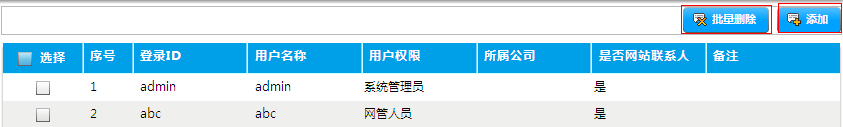 批量删除 添加
选择 序号 登录ID 用户名称 用户权限 所属公司 是否网站联系人 备注
1 admin admin 系统管理员 是
2 abc abc 网管人员 是